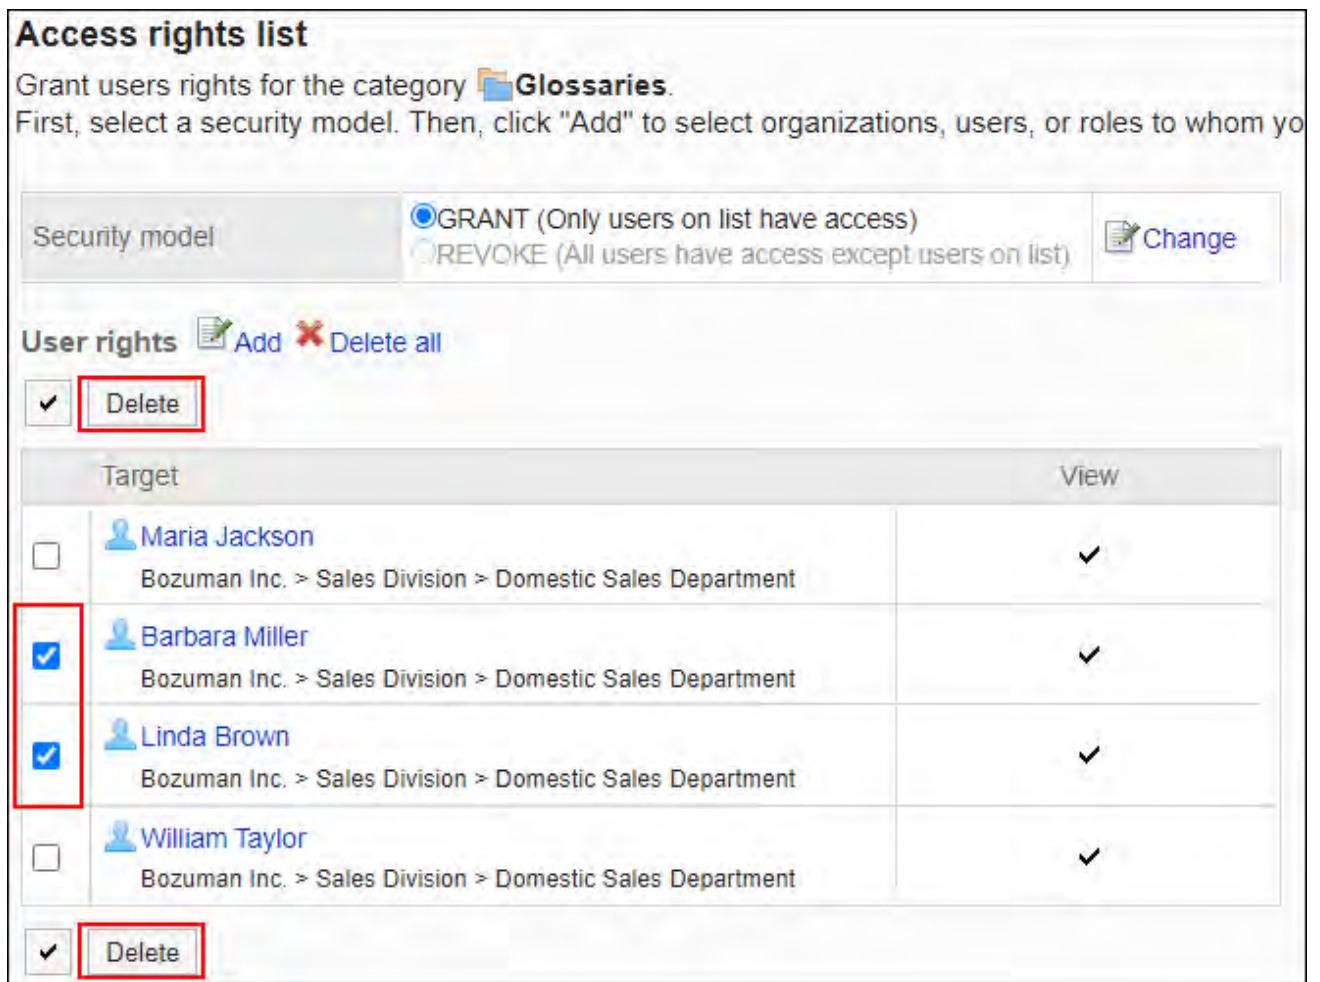 Access rights list
Grant users rights for the category Glossaries.
First, select a security model. Then, click "Add" to select organizations, users, or roles to whom yo
Security model
GRANT (Only users on list have access)
REVOKE (All users have access except users on list)
Change
User rights Add Delete all
Delete
Target View
Maria Jackson
Bozuman Inc. > Sales Division > Domestic Sales Department
Barbara Miller
Bozuman Inc. > Sales Division > Domestic Sales Department
Linda Brown
Bozuman Inc. > Sales Division > Domestic Sales Department
William Taylor
Bozuman Inc. > Sales Division > Domestic Sales Department
Delete